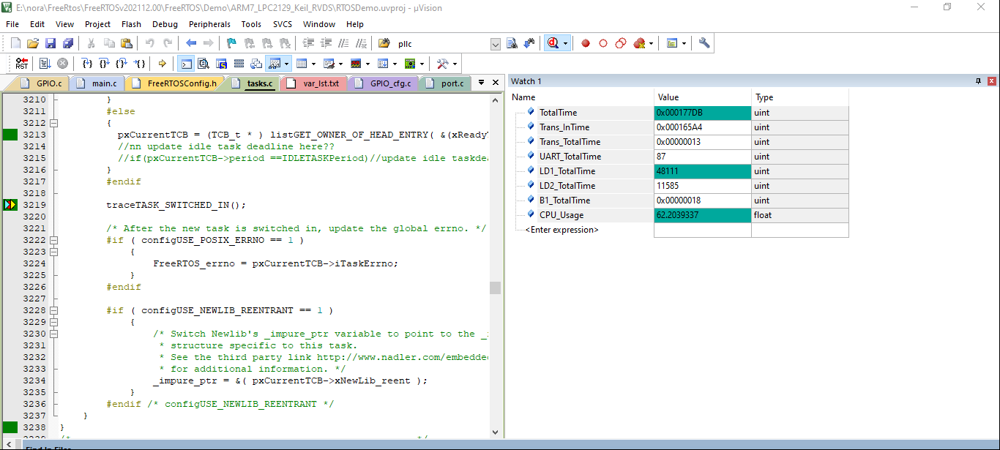 E:\nora\FreeRtos\FreeRTOSv202112.00\FreeRTOS\Demo\ARM7_LPC2129_Keil_RVDS\RTOSDemo.uvproj - µVision
File Edit View Project Flash Debug Peripherals Tools SVCS Window Help
pllc
RST
GPIO.c main.c FreeRTOSConfig.h tasks.c var_lst.txt GPIO_cfg.c port.c
3210 }
3211 #else
3212 {
3213 pxCurrentTCB = (TCB_t * ) listGET_OWNER_OF_HEAD_ENTRY( &(xReady
3214 //nn update idle task deadline here??
3215 //if(pxCurrentTCB->period ==IDLETASKPeriod)//update idle taskdea
3216 }
3217 #endif
3218
3219 traceTASK_SWITCHED_IN();
3220
3221 /* After the new task is switched in, update the global errno. */
3222 #if ( configUSE_POSIX_ERRNO == 1 )
3223 {
3224 FreeRTOS_errno = pxCurrentTCB->iTaskErrno;
3225 }
3226 #endif
3227
3228 #if ( configUSE_NEWLIB_REENTRANT == 1 )
3229 {
3230 /* Switch Newlib's _impure_ptr variable to point to the _
3231 * structure specific to this task.
3232 * See the third party link http://www.nadler.com/embedded
3233 * for additional information. */
3234 _impure_ptr = &( pxCurrentTCB->xNewLib_reent );
3235 }
3236 #endif /* configUSE_NEWLIB_REENTRANT */
3237 }
3238 }
3239 /* */
Find In Files
Watch 1
Name Value Type
TotalTime 0x000177DB uint
Trans_InTime 0x000165A4 uint
Trans_TotalTime 0x00000013 uint
UART_TotalTime 87 uint
LD1_TotalTime 48111 uint
LD2_TotalTime 11585 uint
B1_TotalTime 0x00000018 uint
CPU_Usage 62.2039337 float
<Enter expression>